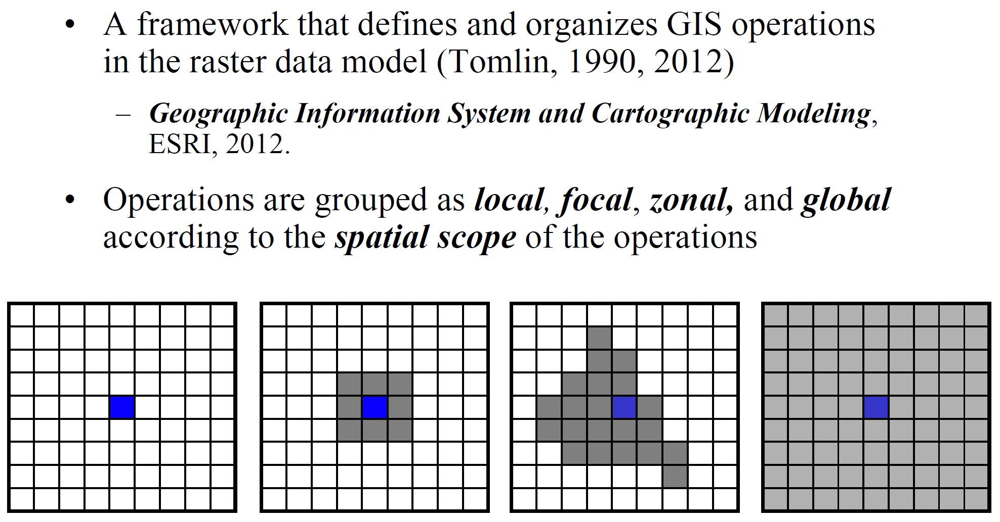 • A framework that defines and organizes GIS operations
in the raster data model (Tomlin, 1990, 2012)
– Geographic Information System and Cartographic Modeling,
ESRI, 2012.
• Operations are grouped as local, focal, zonal, and global
according to the spatial scope of the operations